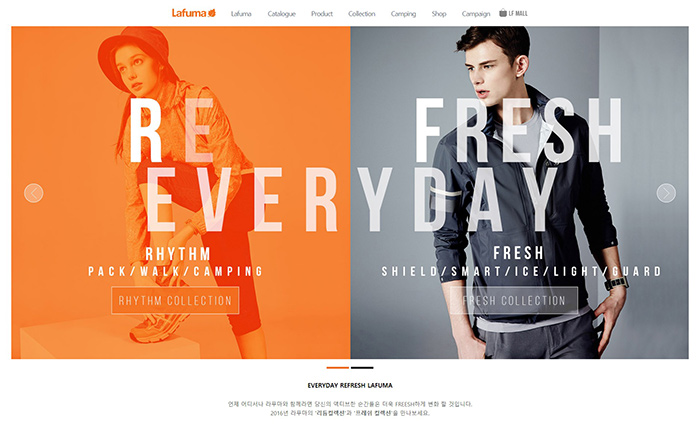 Lafuma Lafuma Catalogue Product Collection Camping Shop Campaign LF MALL
RE FRESH
EVERYDAY
RHYTHM
PACK/WALK/CAMPING
RHYTHM COLLECTION
FRESH
SHIELD/SMART/ICE/LIGHT/GUARD
FRESH COLLECTION
EVERYDAY REFRESH LAFUMA
언제 어디서나 라푸마와 함께라면 당신의 액티브한 순간들은 더욱 FREESH하게 변화 할 것입니다.
2016년 라푸마의 '리듬컬렉션'과 '프레쉬 컬렉션'을 만나보세요.